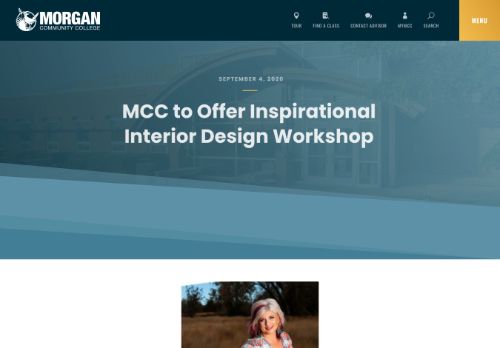 MORGAN
COMMUNITY COLLEGE
TOUR
FIND A CLASS
CONTACT ADVISOR
MYMCC
SEARCH
MENU
SEPTEMBER 4, 2020
MCC to Offer Inspirational
Interior Design Workshop